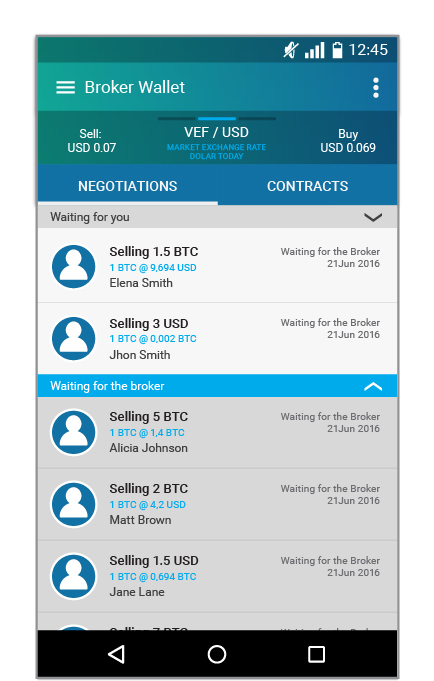 12:45
Broker Wallet
Sell:
USD 0.07
VEF / USD
MARKET EXCHANGE RATE
DOLAR TODAY
Buy
USD 0.069
NEGOTIATIONS
CONTRACTS
Waiting for you
Selling 1.5 BTC
1 BTC @ 9,694 USD
Elena Smith
Waiting for the Broker
21Jun 2016
Selling 3 USD
1 BTC @ 0,002 BTC
Jhon Smith
Waiting for the Broker
21Jun 2016
Waiting for the broker
Selling 5 BTC
1 BTC @ 1,4 BTC
Alicia Johnson
Waiting for the Broker
21Jun 2016
Selling 2 BTC
1 BTC @ 4,2 USD
Matt Brown
Waiting for the Broker
21Jun 2016
Selling 1.5 USD
1 BTC @ 0,694 BTC
Jane Lane
Waiting for the Broker
21Jun 2016